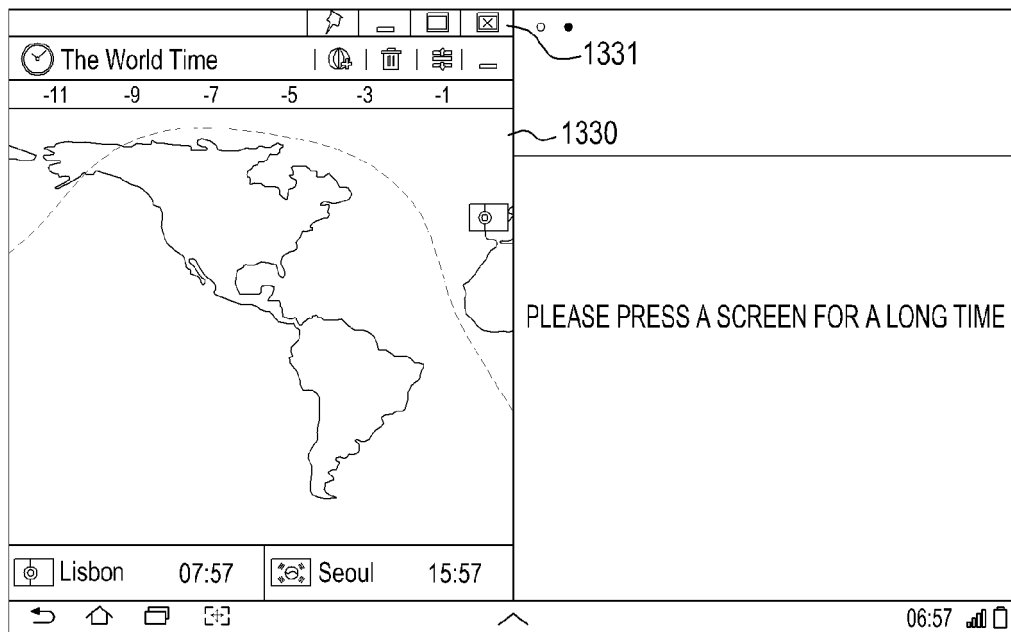 1331
The World Time
-11 -9 -7 -5 -3 -1
1330
PLEASE PRESS A SCREEN FOR A LONG TIME
Lisbon 07:57 Seoul 15:57
06:57